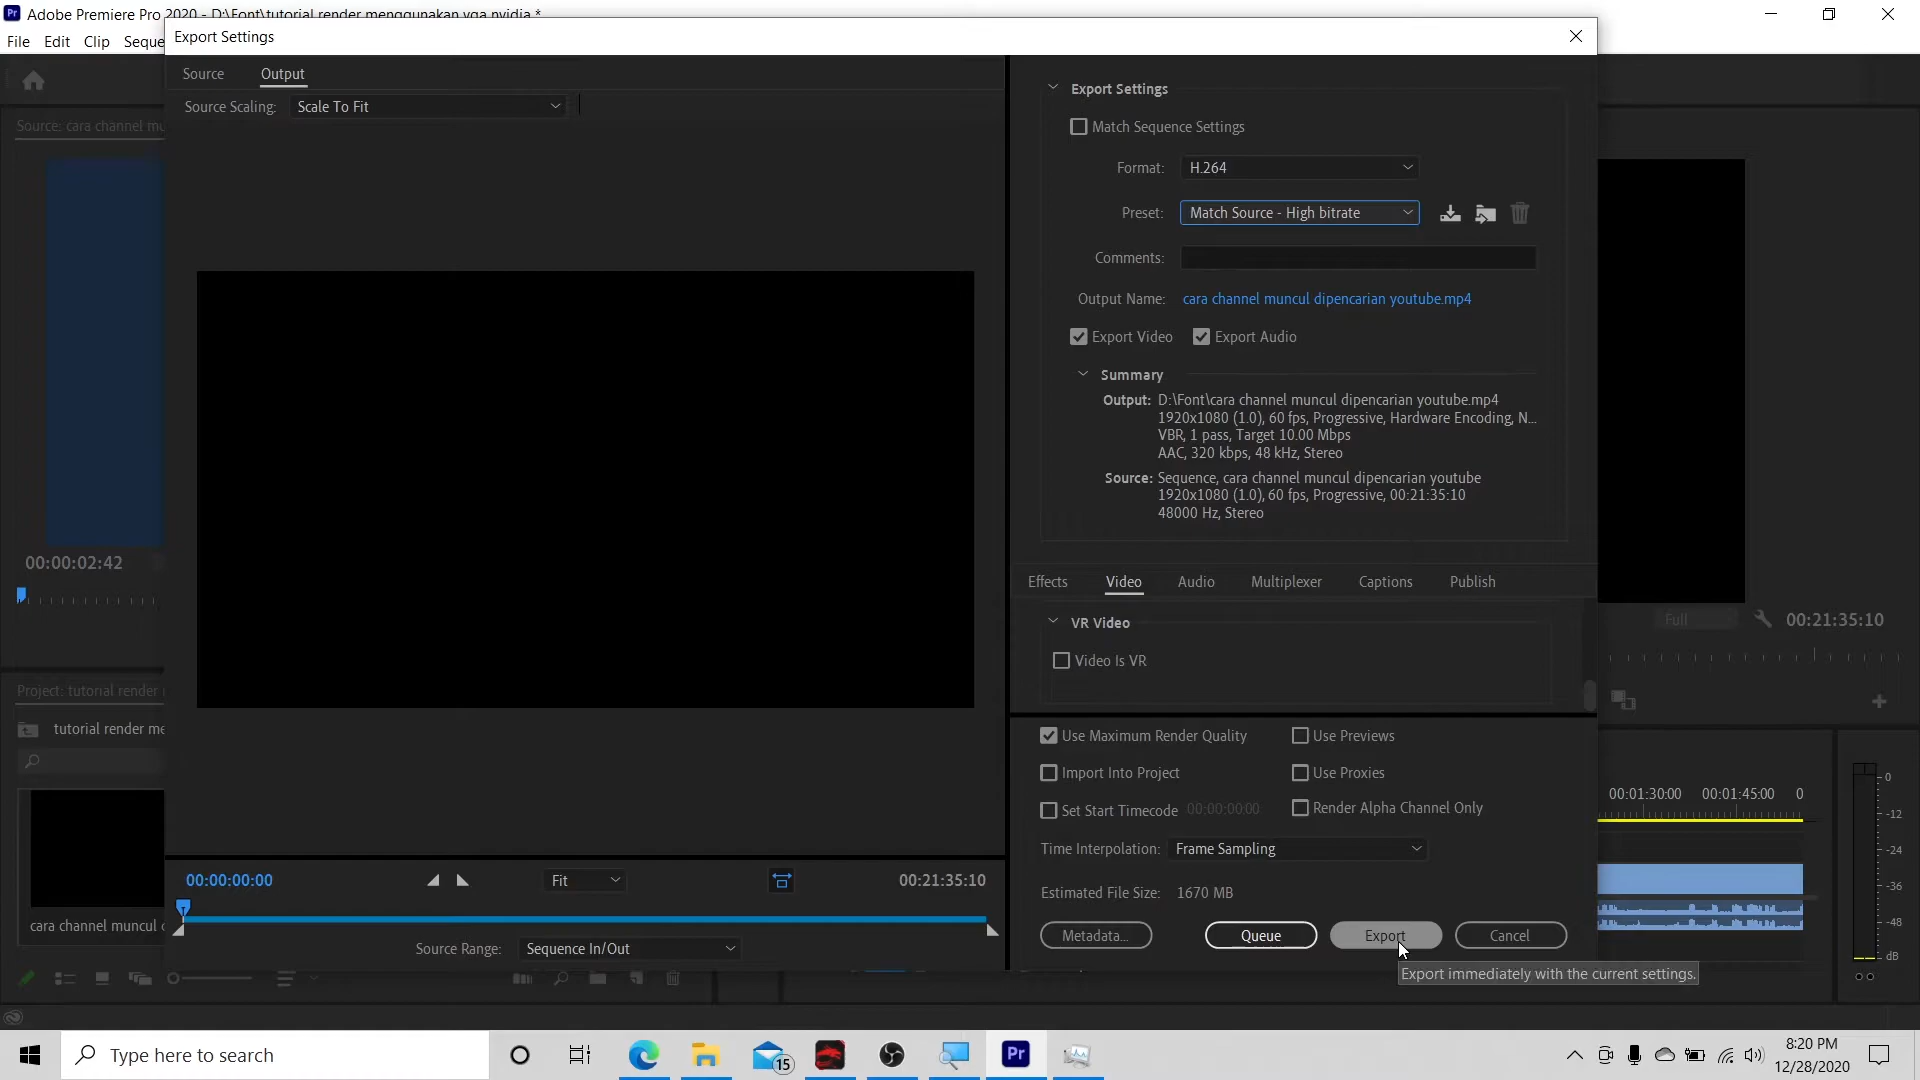 Adobe Premiere Pro 2020 - D:\Font\tutorial render menggunakan vga nvidia *
File Edit Clip Seque
Export Settings
Source Output
Source Scaling: Scale To Fit
Source: cara channel mu
00:00:02:42
Project: tutorial render
tutorial render me
cara channel muncul
00:00:00:00
Fit
00:21:35:10
Source Range: Sequence In/Out
Export Settings
Match Sequence Settings
Format: H.264
Preset: Match Source - High bitrate
Comments:
Output Name: cara channel muncul dipencarian youtube.mp4
Export Video Export Audio
Summary
Output: D:\Font\cara channel muncul dipencarian youtube.mp4
1920x1080 (1.0), 60 fps, Progressive, Hardware Encoding, N...
VBR, 1 pass, Target 10.00 Mbps
AAC, 320 kbps, 48 kHz, Stereo
Source: Sequence, cara channel muncul dipencarian youtube
1920x1080 (1.0), 60 fps, Progressive, 00:21:35:10
48000 Hz, Stereo
Effects Video Audio Multiplexer Captions Publish
VR Video
Video Is VR
Use Maximum Render Quality Use Previews
Import Into Project Use Proxies
Set Start Timecode 00:00:00:00 Render Alpha Channel Only
Time Interpolation: Frame Sampling
Estimated File Size: 1670 MB
Metadata... Queue Export Cancel
Export immediately with the current settings.
Full 00:21:35:10
00:01:30:00 00:01:45:00 0
0
-12
-24
-36
-48
dB
Type here to search
15
Pr
8:20 PM
12/28/2020